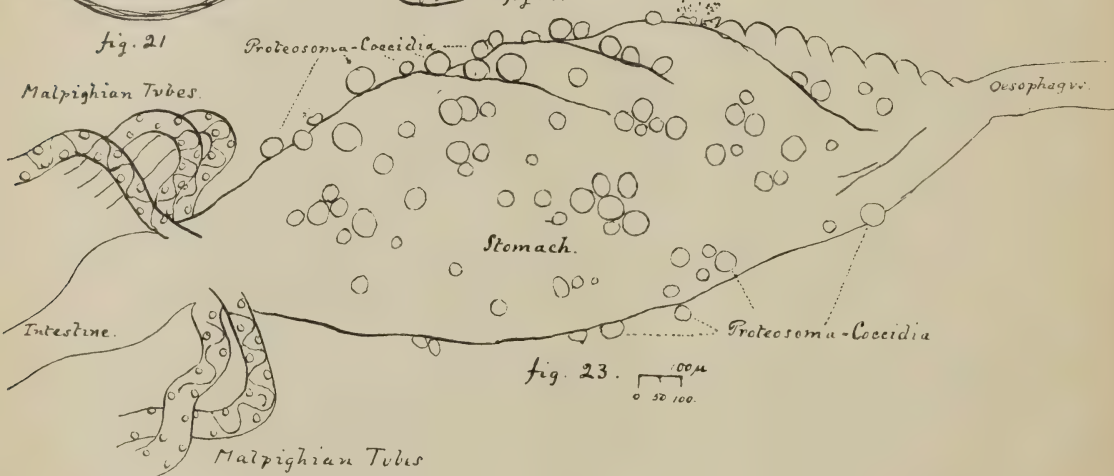 fig. 21
Proteosoma-Coccidia
Malpighian Tubes.
Oesophagus.
Stomach.
Intestine.
Proteosoma-Coccidia
fig. 23.
100µ
0 50 100.
Malpighian Tubes